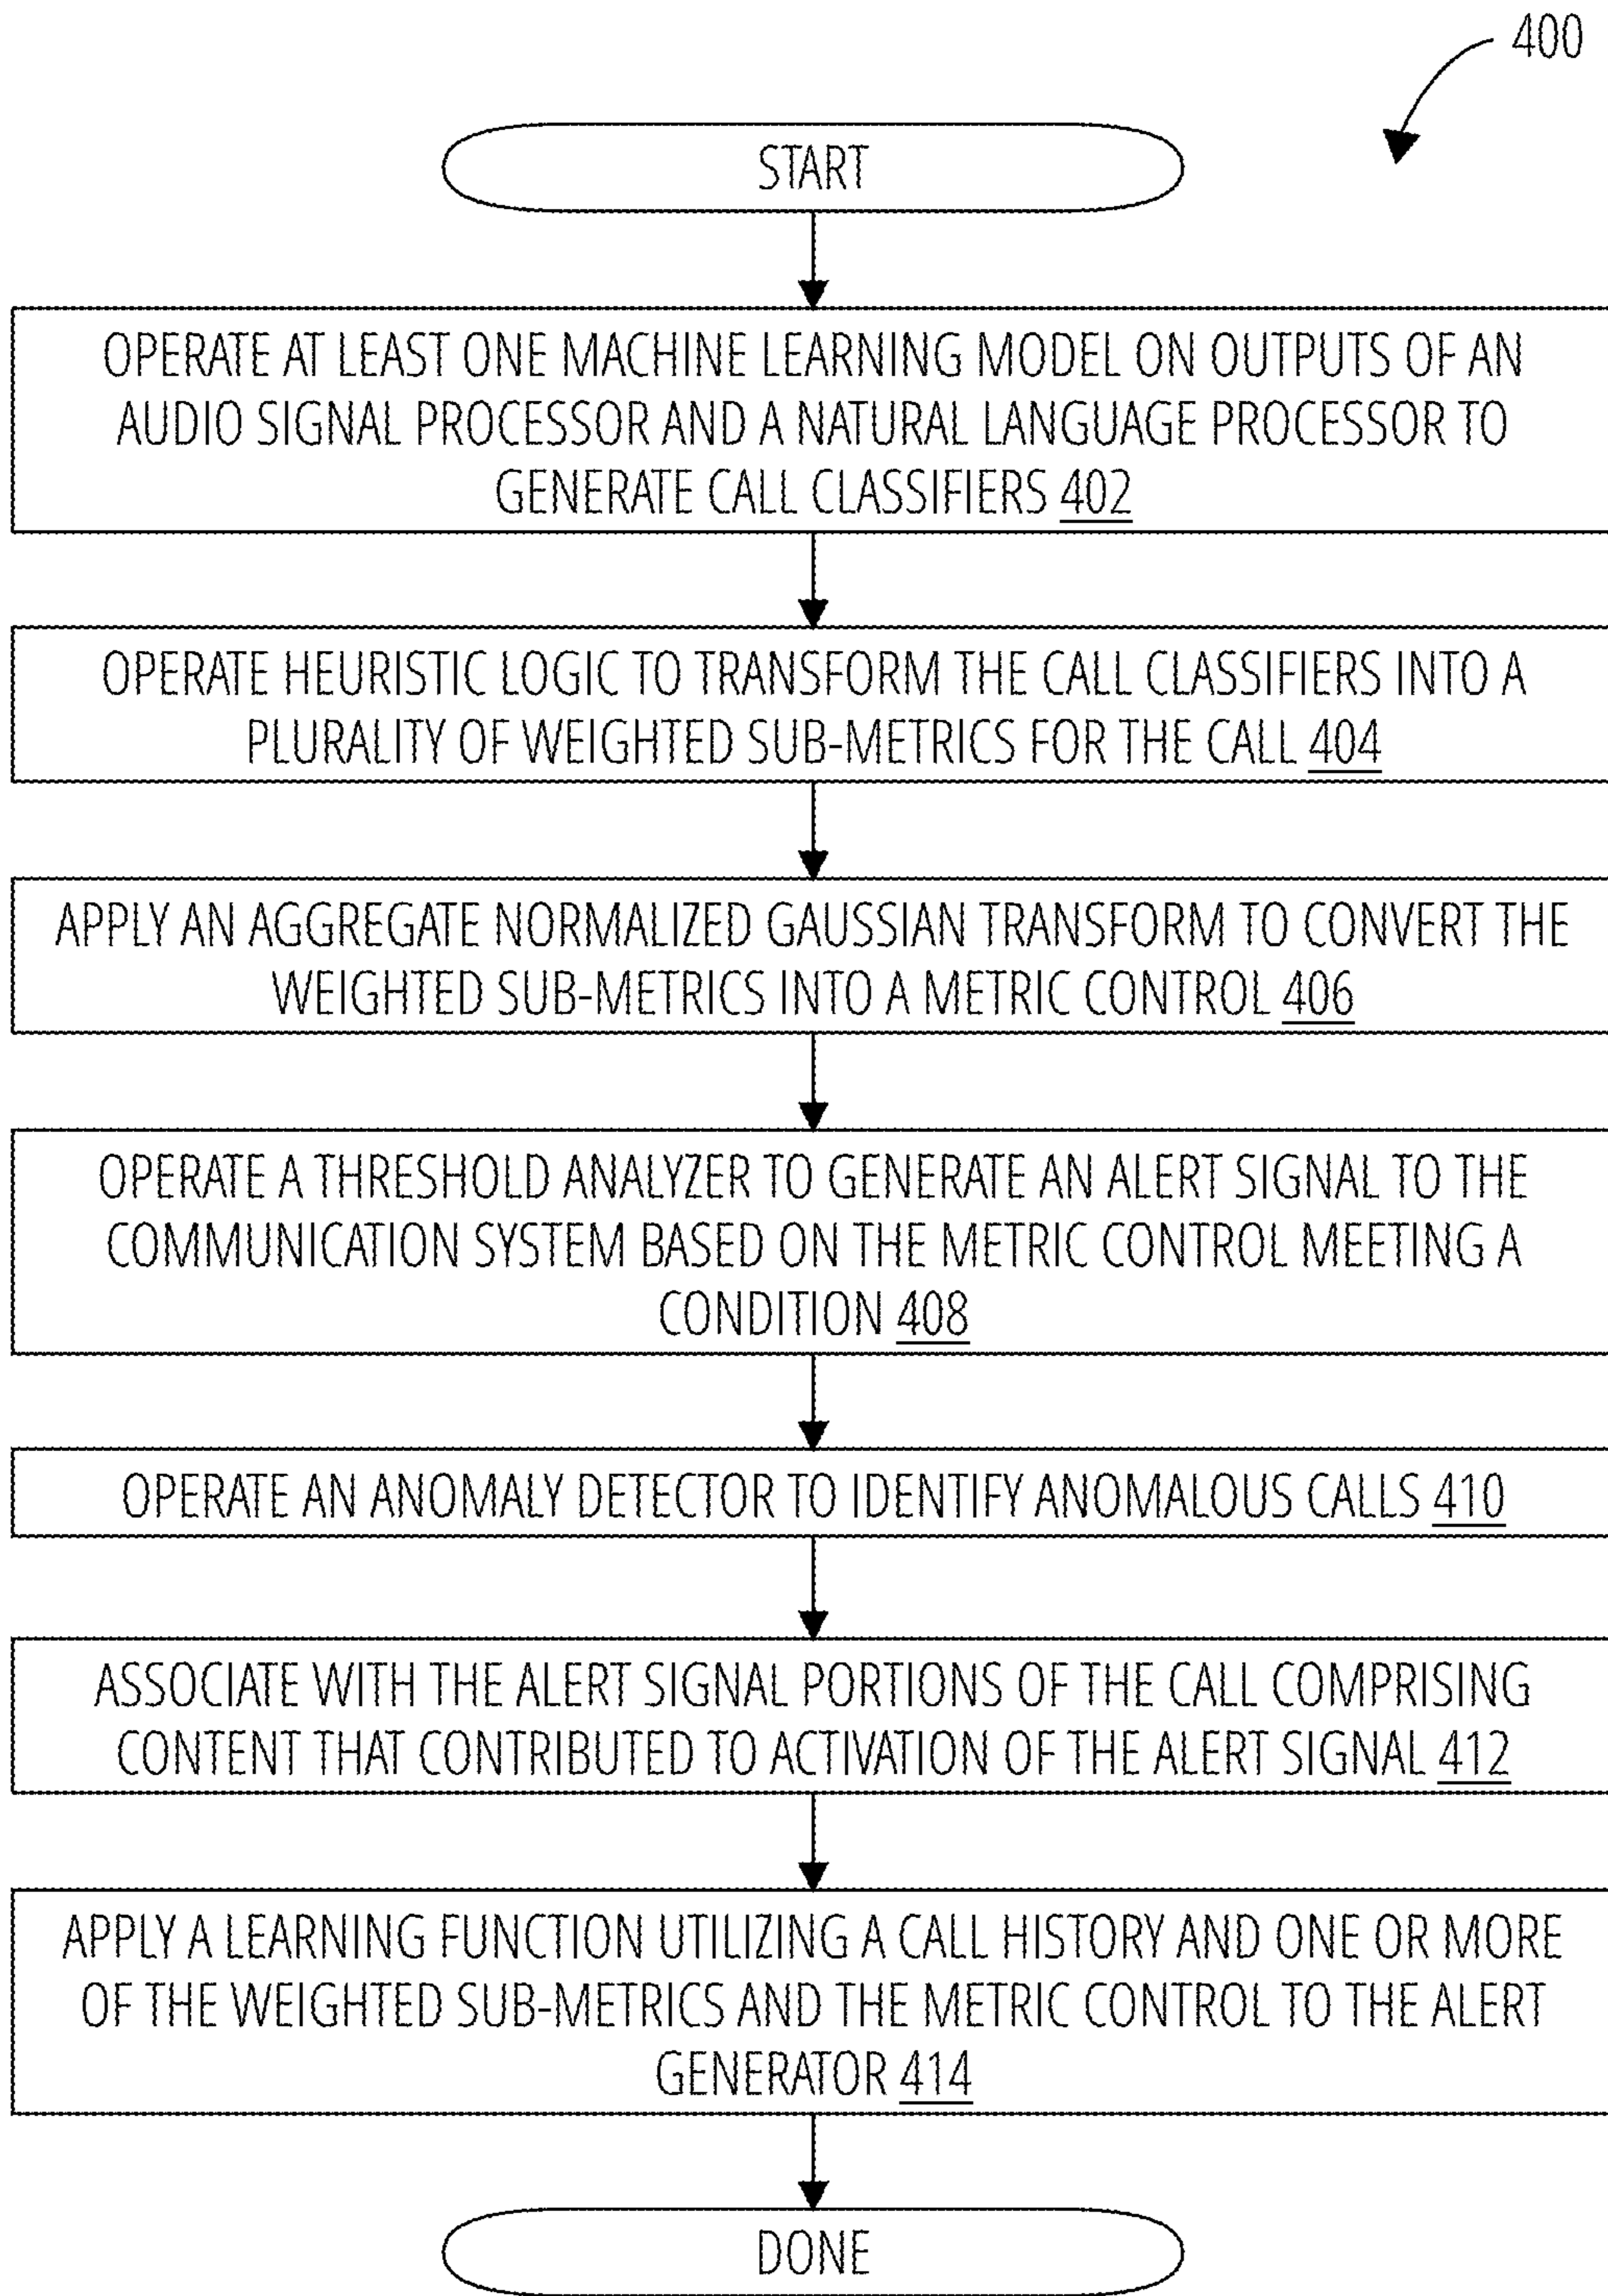 400
START
OPERATE AT LEAST ONE MACHINE LEARNING MODEL ON OUTPUTS OF AN
AUDIO SIGNAL PROCESSOR AND A NATURAL LANGUAGE PROCESSOR TO
GENERATE CALL CLASSIFIERS 402
OPERATE HEURISTIC LOGIC TO TRANSFORM THE CALL CLASSIFIERS INTO A
PLURALITY OF WEIGHTED SUB-METRICS FOR THE CALL 404
APPLY AN AGGREGATE NORMALIZED GAUSSIAN TRANSFORM TO CONVERT THE
WEIGHTED SUB-METRICS INTO A METRIC CONTROL 406
OPERATE A THRESHOLD ANALYZER TO GENERATE AN ALERT SIGNAL TO THE
COMMUNICATION SYSTEM BASED ON THE METRIC CONTROL MEETING A
CONDITION 408
OPERATE AN ANOMALY DETECTOR TO IDENTIFY ANOMALOUS CALLS 410
ASSOCIATE WITH THE ALERT SIGNAL PORTIONS OF THE CALL COMPRISING
CONTENT THAT CONTRIBUTED TO ACTIVATION OF THE ALERT SIGNAL 412
APPLY A LEARNING FUNCTION UTILIZING A CALL HISTORY AND ONE OR MORE
OF THE WEIGHTED SUB-METRICS AND THE METRIC CONTROL TO THE ALERT
GENERATOR 414
DONE